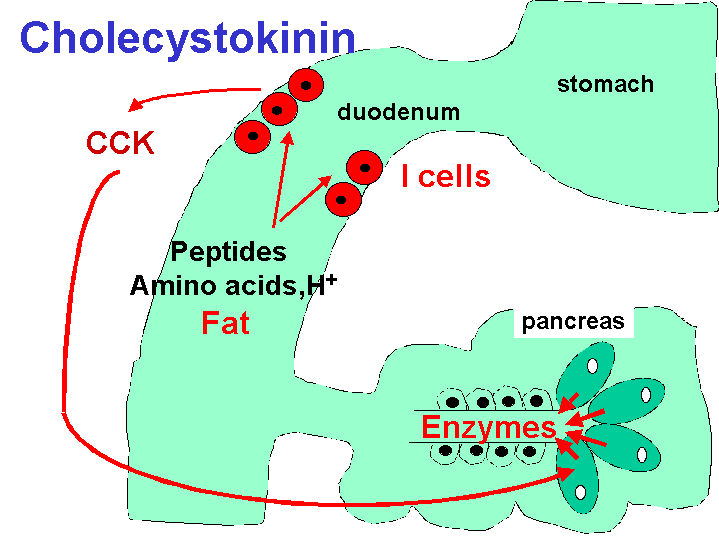 Cholecystokinin
stomach
duodenum
CCK
I cells
Peptides
Amino acids,H+
Fat
pancreas
Enzymes